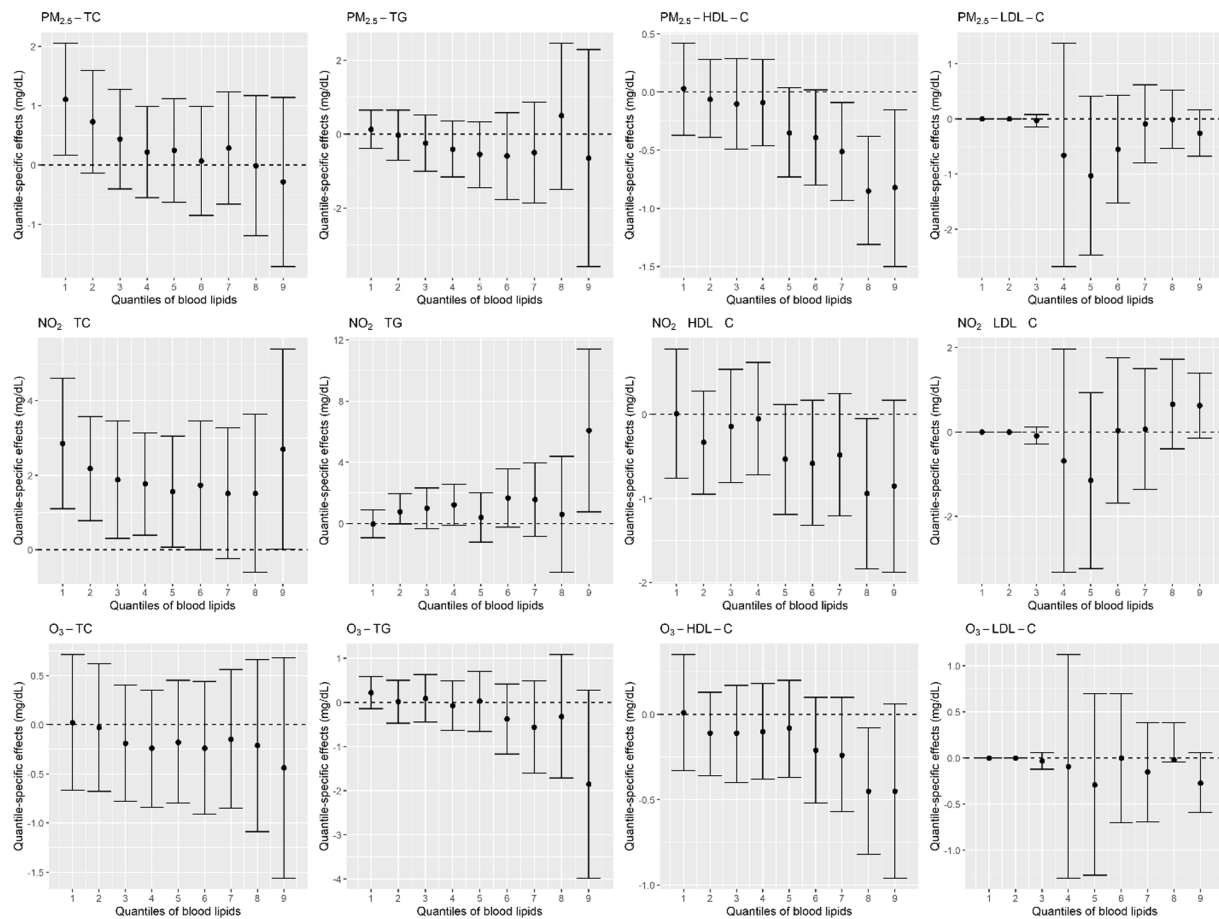 PM2.5 – TC
PM2.5 – TG
PM2.5 – HDL – C
PM2.5 – LDL – C
Quantile-specific effects (mg/dL)
2
1
0
-1
1 2 3 4 5 6 7 8 9
Quantiles of blood lipids
Quantile-specific effects (mg/dL)
2
0
-2
1 2 3 4 5 6 7 8 9
Quantiles of blood lipids
Quantile-specific effects (mg/dL)
0.5
0.0
-0.5
-1.0
-1.5
1 2 3 4 5 6 7 8 9
Quantiles of blood lipids
Quantile-specific effects (mg/dL)
1
0
-1
-2
1 2 3 4 5 6 7 8 9
Quantiles of blood lipids
NO2 TC
NO2 TG
NO2 HDL C
NO2 LDL C
Quantile-specific effects (mg/dL)
4
2
0
1 2 3 4 5 6 7 8 9
Quantiles of blood lipids
Quantile-specific effects (mg/dL)
12
8
4
0
1 2 3 4 5 6 7 8 9
Quantiles of blood lipids
Quantile-specific effects (mg/dL)
0
-1
-2
1 2 3 4 5 6 7 8 9
Quantiles of blood lipids
Quantile-specific effects (mg/dL)
2
0
-2
1 2 3 4 5 6 7 8 9
Quantiles of blood lipids
O3 – TC
O3 – TG
O3 – HDL – C
O3 – LDL – C
Quantile-specific effects (mg/dL)
0.5
0.0
-0.5
-1.0
-1.5
1 2 3 4 5 6 7 8 9
Quantiles of blood lipids
Quantile-specific effects (mg/dL)
1
0
-1
-2
-3
-4
1 2 3 4 5 6 7 8 9
Quantiles of blood lipids
Quantile-specific effects (mg/dL)
0.0
-0.5
-1.0
1 2 3 4 5 6 7 8 9
Quantiles of blood lipids
Quantile-specific effects (mg/dL)
1.0
0.5
0.0
-0.5
-1.0
1 2 3 4 5 6 7 8 9
Quantiles of blood lipids